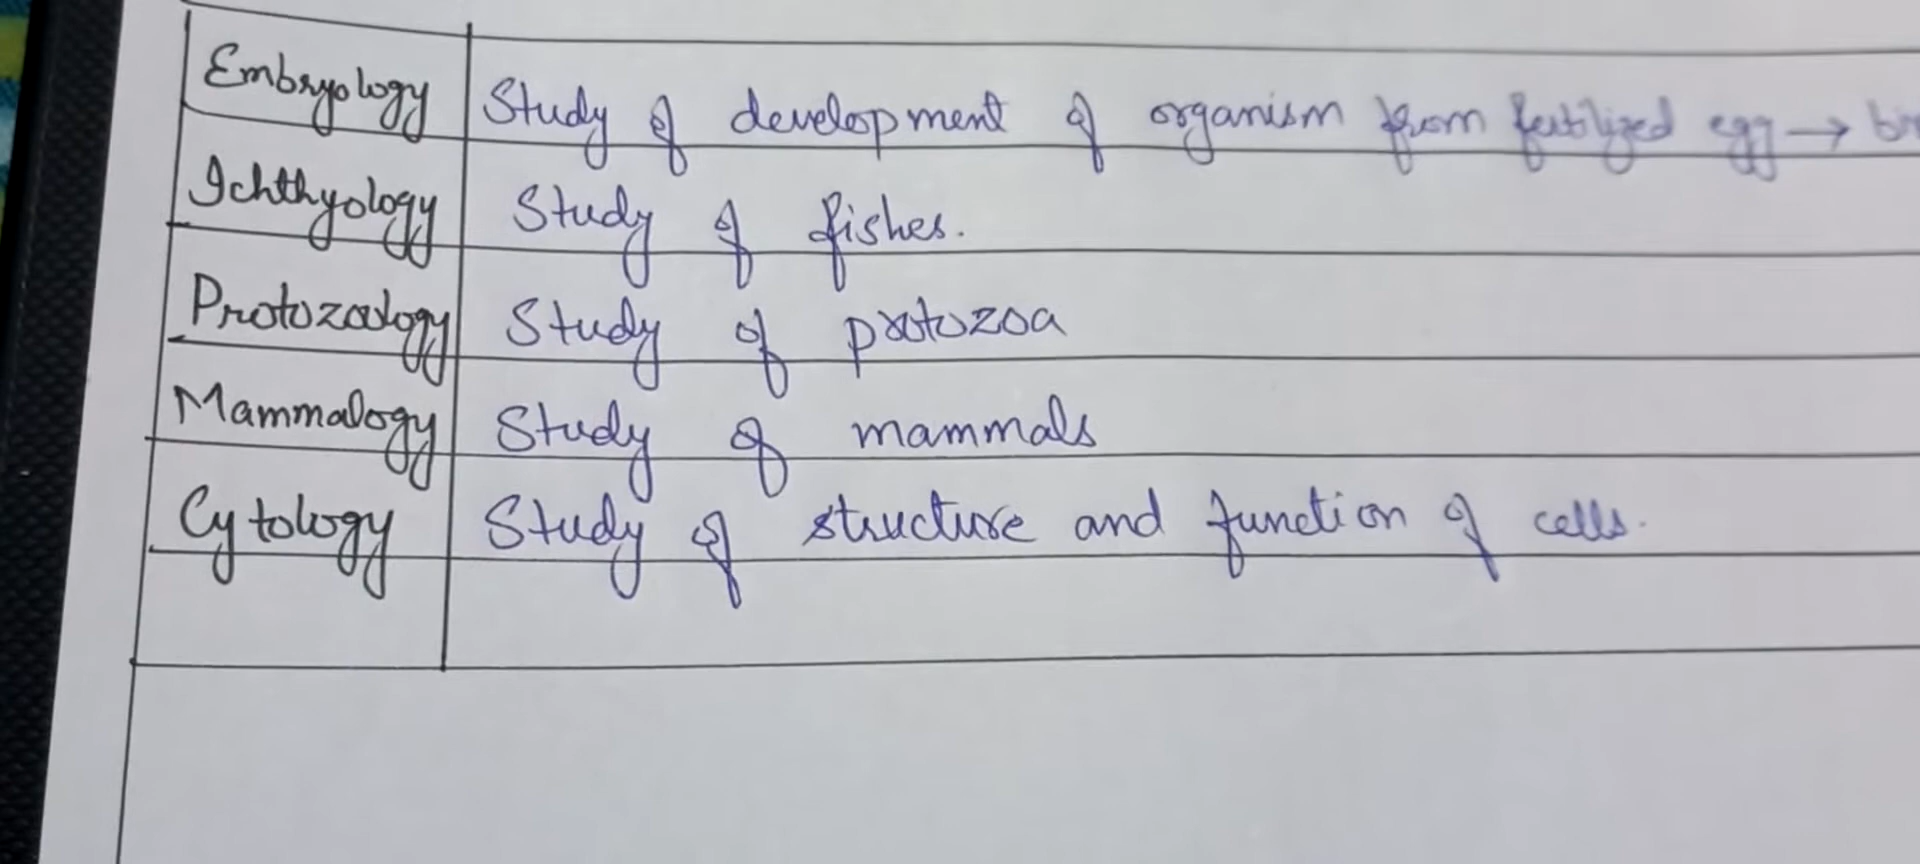 Embryology Study of development of organism from fertilized egg →
Ichthyology Study of fishes.
Protozoology Study of protozoa
Mammalogy Study of mammals
Cytology Study of structure and function of cells.